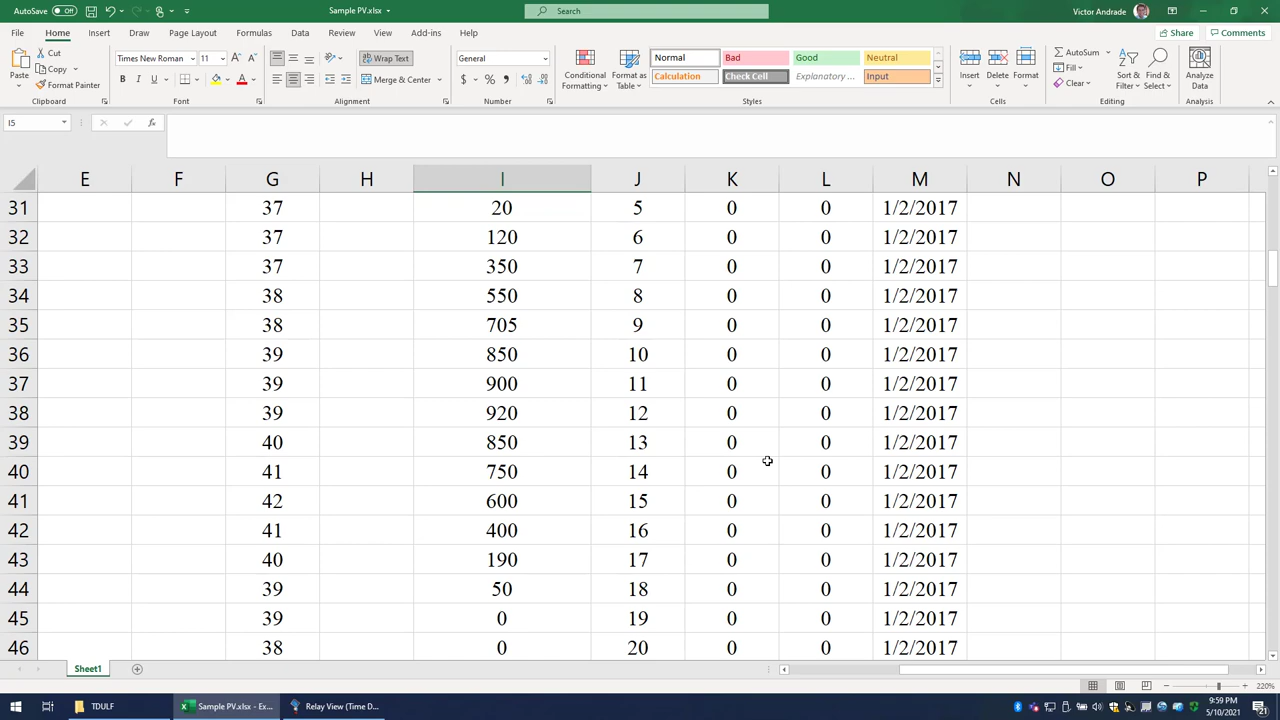 AutoSave Off
Sample PV.xlsx
Search
Victor Andrade
File Home Insert Draw Page Layout Formulas Data Review View Add-ins Help
Share Comments
Paste
Cut
Copy
Format Painter
Clipboard
Times New Roman 11
B I U
A
Font
Wrap Text
Merge & Center
Alignment
General
$ % 9
Number
Conditional Formatting
Format as Table
Normal Bad Good Neutral
Calculation Check Cell Explanatory ... Input
Styles
Insert Delete Format
Cells
AutoSum
Fill
Clear
Sort & Filter
Find & Select
Editing
Analyze Data
Analysis
I5
fx
E F G H I J K L M N O P
31 37 20 5 0 0 1/2/2017
32 37 120 6 0 0 1/2/2017
33 37 350 7 0 0 1/2/2017
34 38 550 8 0 0 1/2/2017
35 38 705 9 0 0 1/2/2017
36 39 850 10 0 0 1/2/2017
37 39 900 11 0 0 1/2/2017
38 39 920 12 0 0 1/2/2017
39 40 850 13 0 0 1/2/2017
40 41 750 14 0 0 1/2/2017
41 42 600 15 0 0 1/2/2017
42 41 400 16 0 0 1/2/2017
43 40 190 17 0 0 1/2/2017
44 39 50 18 0 0 1/2/2017
45 39 0 19 0 0 1/2/2017
46 38 0 20 0 0 1/2/2017
Sheet1
220%
TDULF
Sample PV.xlsx - Ex...
Relay View (Time D...
9:59 PM
5/10/2021